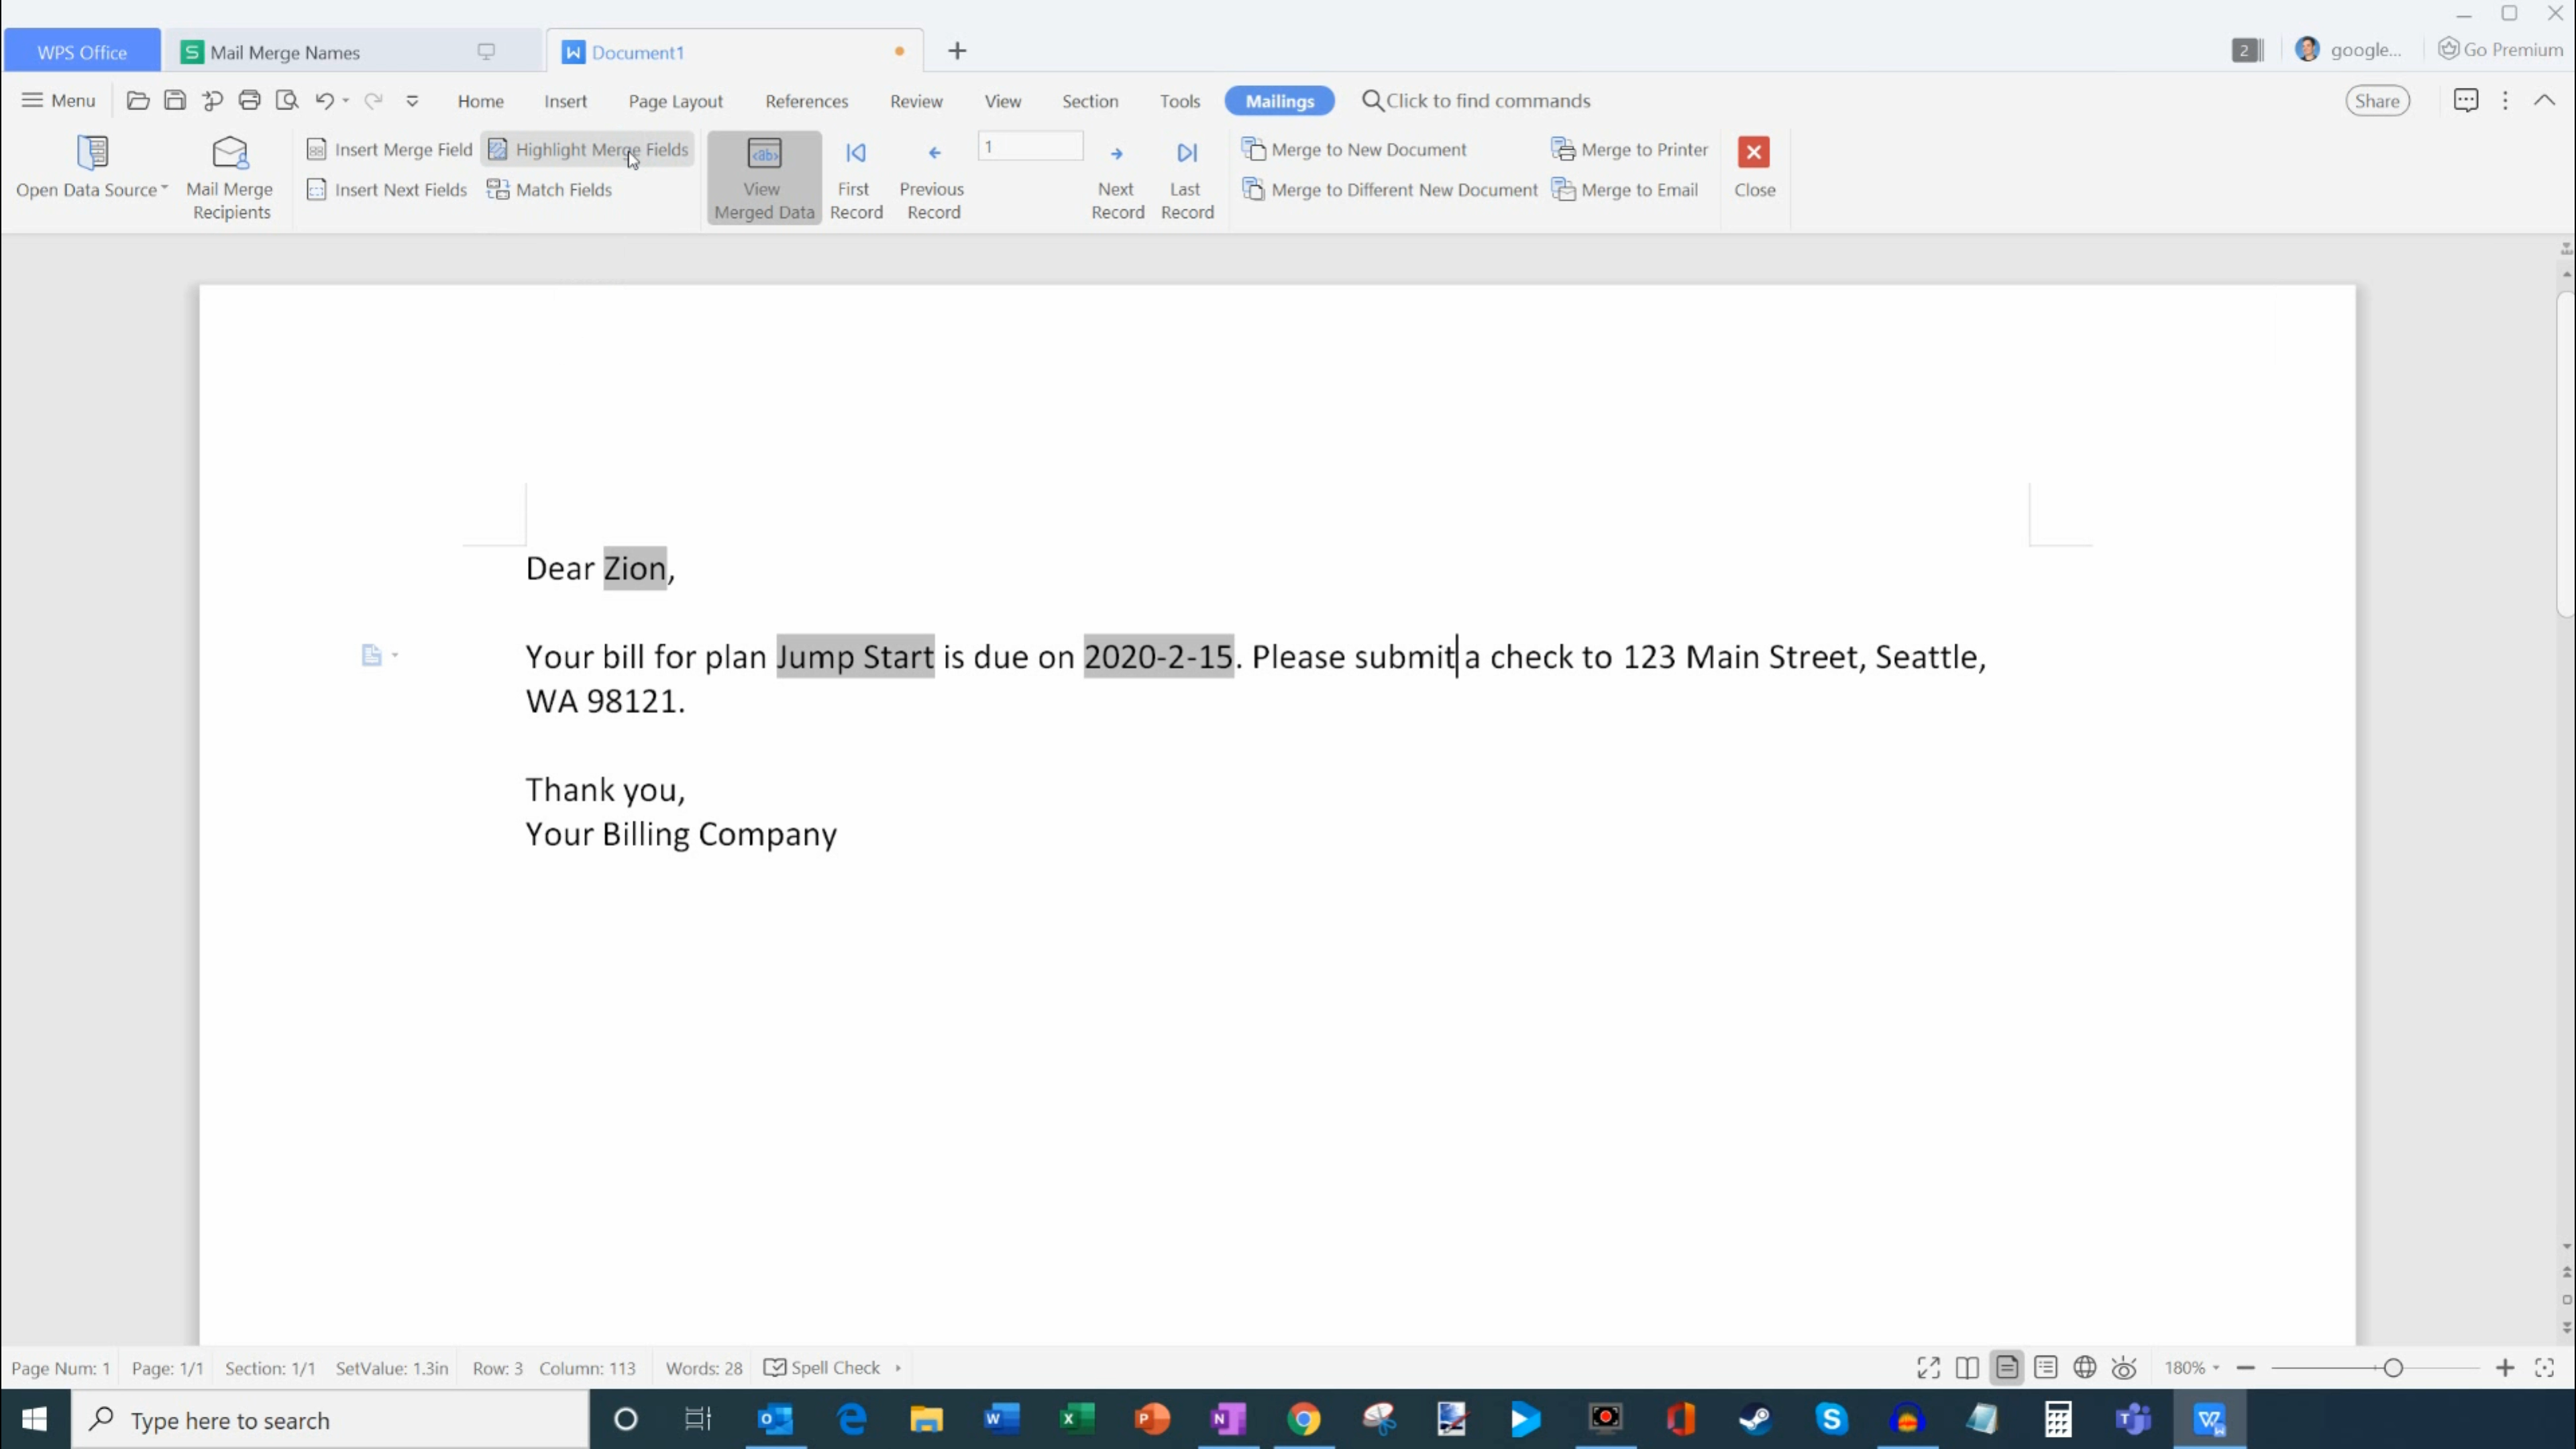 WPS Office
Mail Merge Names
Document1
2
google...
Go Premium
Menu
Home
Insert
Page Layout
References
Review
View
Section
Tools
Mailings
Click to find commands
Share
Open Data Source
Mail Merge
Recipients
Insert Merge Field
Highlight Merge Fields
Insert Next Fields
Match Fields
View
Merged Data
First
Record
Previous
Record
1
Next
Record
Last
Record
Merge to New Document
Merge to Different New Document
Merge to Printer
Merge to Email
Close
Dear Zion,
Your bill for plan Jump Start is due on 2020-2-15. Please submit a check to 123 Main Street, Seattle,
WA 98121.
Thank you,
Your Billing Company
Page Num: 1
Page: 1/1
Section: 1/1
SetValue: 1.3in
Row: 3
Column: 113
Words: 28
Spell Check
180%
Type here to search